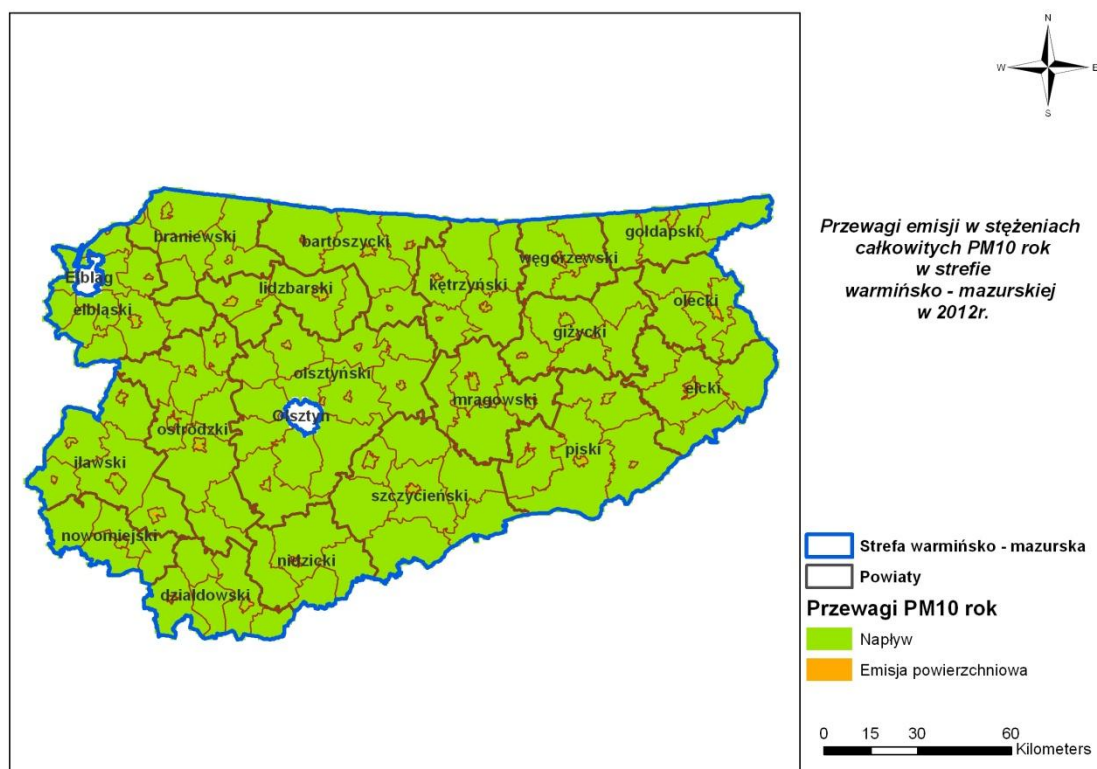 N
W
E
S
Przewagi emisji w stężeniach
całkowitych PM10 rok
w strefie
warmińsko - mazurskiej
w 2012r.
braniewski
bartoszycki
gołdapski
węgorzewski
Elbląg
lidzbarski
kętrzyński
olecki
elbląski
giżycki
olsztyński
ełcki
mrągowski
Olsztyn
ostródzki
piski
iławski
szczycieński
nowomiejski
nidzicki
działdowski
Strefa warmińsko - mazurska
Powiaty
Przewagi PM10 rok
Napływ
Emisja powierzchniowa
0 15 30 60
Kilometers